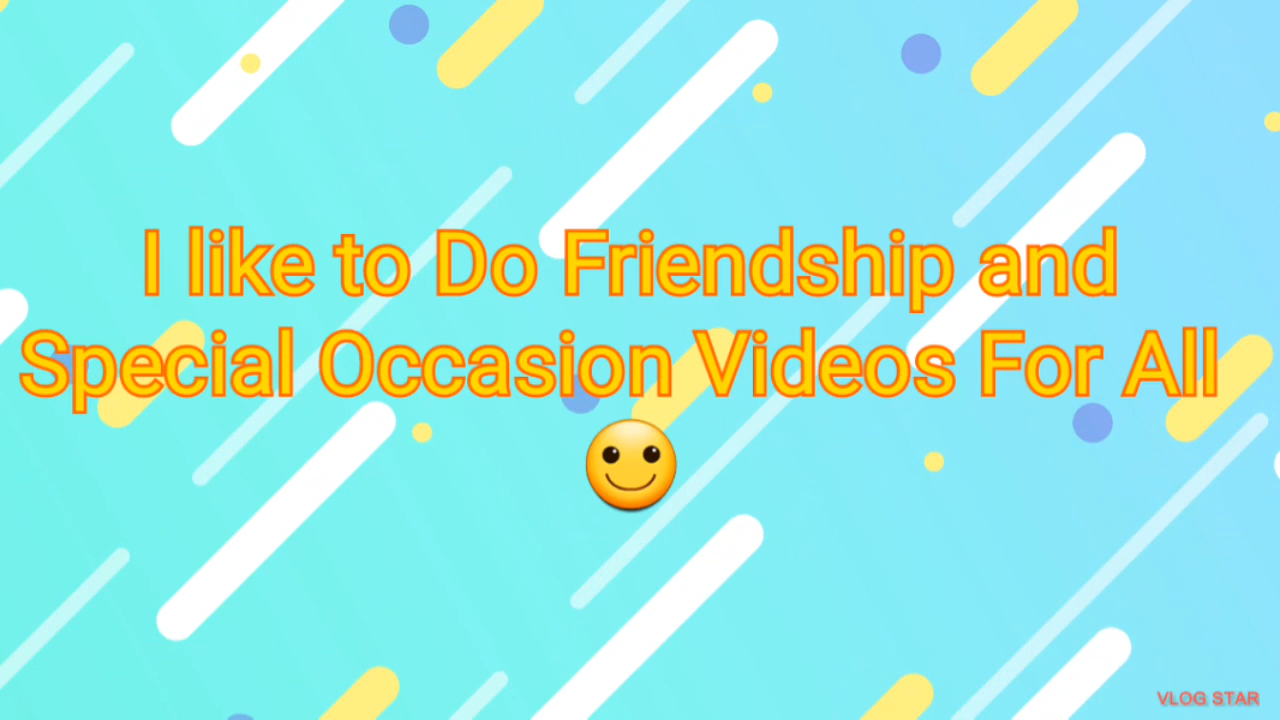 I like to Do Friendship and
Special Occasion Videos For All
🙂
VLOG STAR